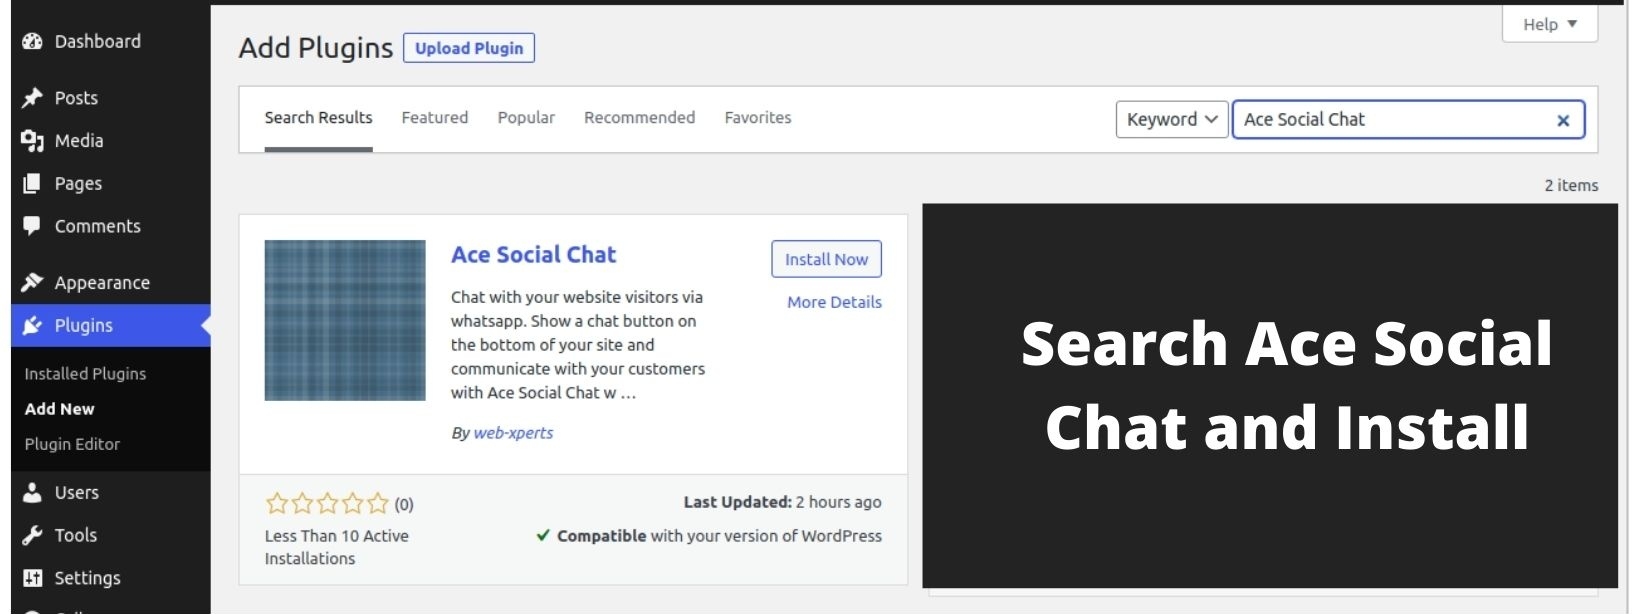 Dashboard
Posts
Media
Pages
Comments
Appearance
Plugins
Installed Plugins
Add New
Plugin Editor
Users
Tools
Settings
Help
Add Plugins Upload Plugin
Search Results Featured Popular Recommended Favorites Keyword Ace Social Chat
2 items
Ace Social Chat
Install Now
More Details
Chat with your website visitors via
whatsapp. Show a chat button on
the bottom of your site and
communicate with your customers
with Ace Social Chat w ...
By web-xperts
(0)
Less Than 10 Active
Installations
Last Updated: 2 hours ago
Compatible with your version of WordPress
Search Ace Social
Chat and Install